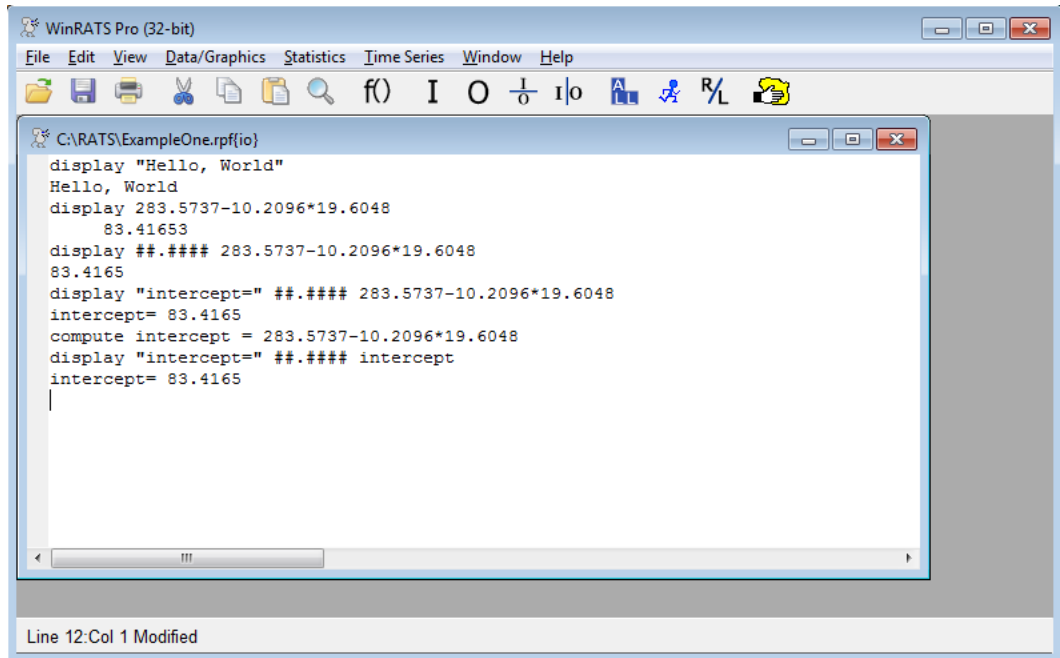 WinRATS Pro (32-bit)
File Edit View Data/Graphics Statistics Time Series Window Help
f() I O I/O I|O ALL R/L
C:\RATS\ExampleOne.rpf{io}
display "Hello, World"
Hello, World
display 283.5737-10.2096*19.6048
83.41653
display ##.#### 283.5737-10.2096*19.6048
83.4165
display "intercept=" ##.#### 283.5737-10.2096*19.6048
intercept= 83.4165
compute intercept = 283.5737-10.2096*19.6048
display "intercept=" ##.#### intercept
intercept= 83.4165
Line 12:Col 1 Modified